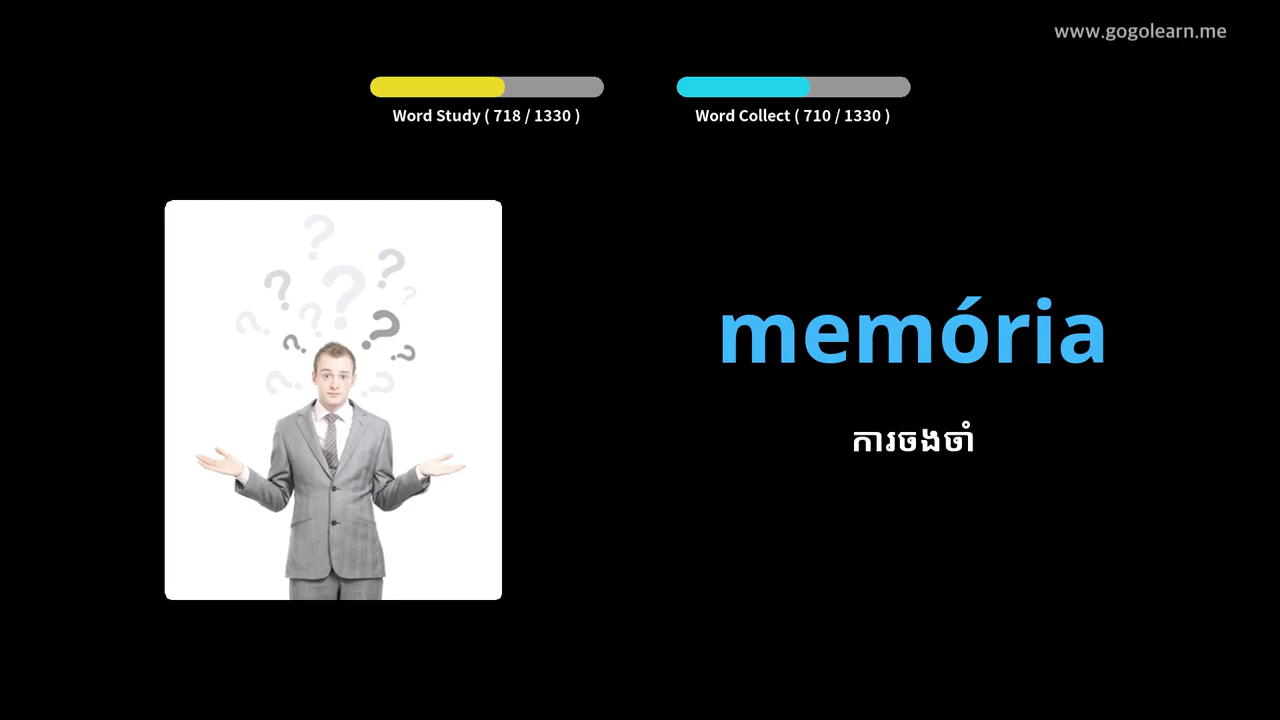 www.gogolearn.me
Word Study ( 718 / 1330 )
Word Collect ( 710 / 1330 )
memória
ការចងចាំ